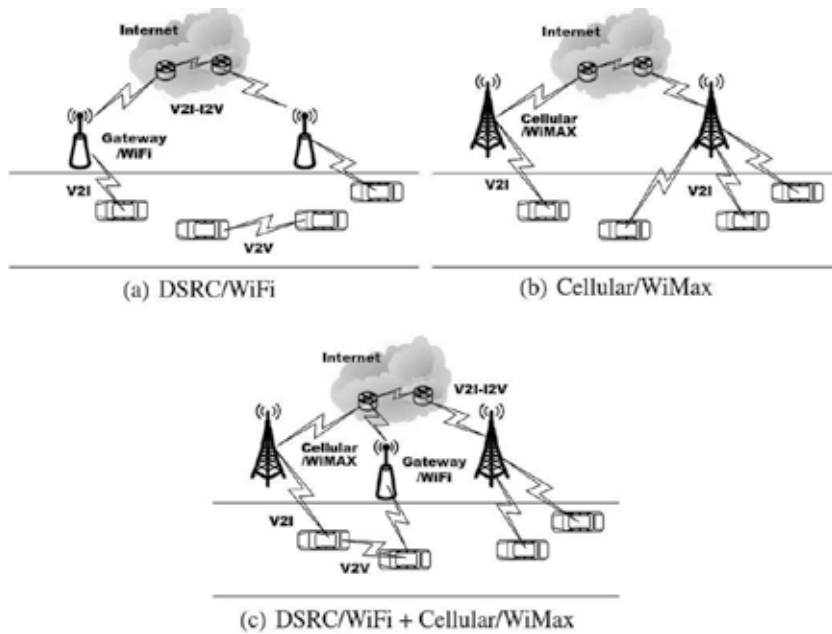 Internet
V2I-I2V
Gateway
/WiFi
V2I
V2V
(a) DSRC/WiFi
Internet
Cellular
/WiMAX
V2I
V2I
(b) Cellular/WiMax
Internet
V2I-I2V
Cellular
/WiMAX
Gateway
/WiFi
V2I
V2V
(c) DSRC/WiFi + Cellular/WiMax